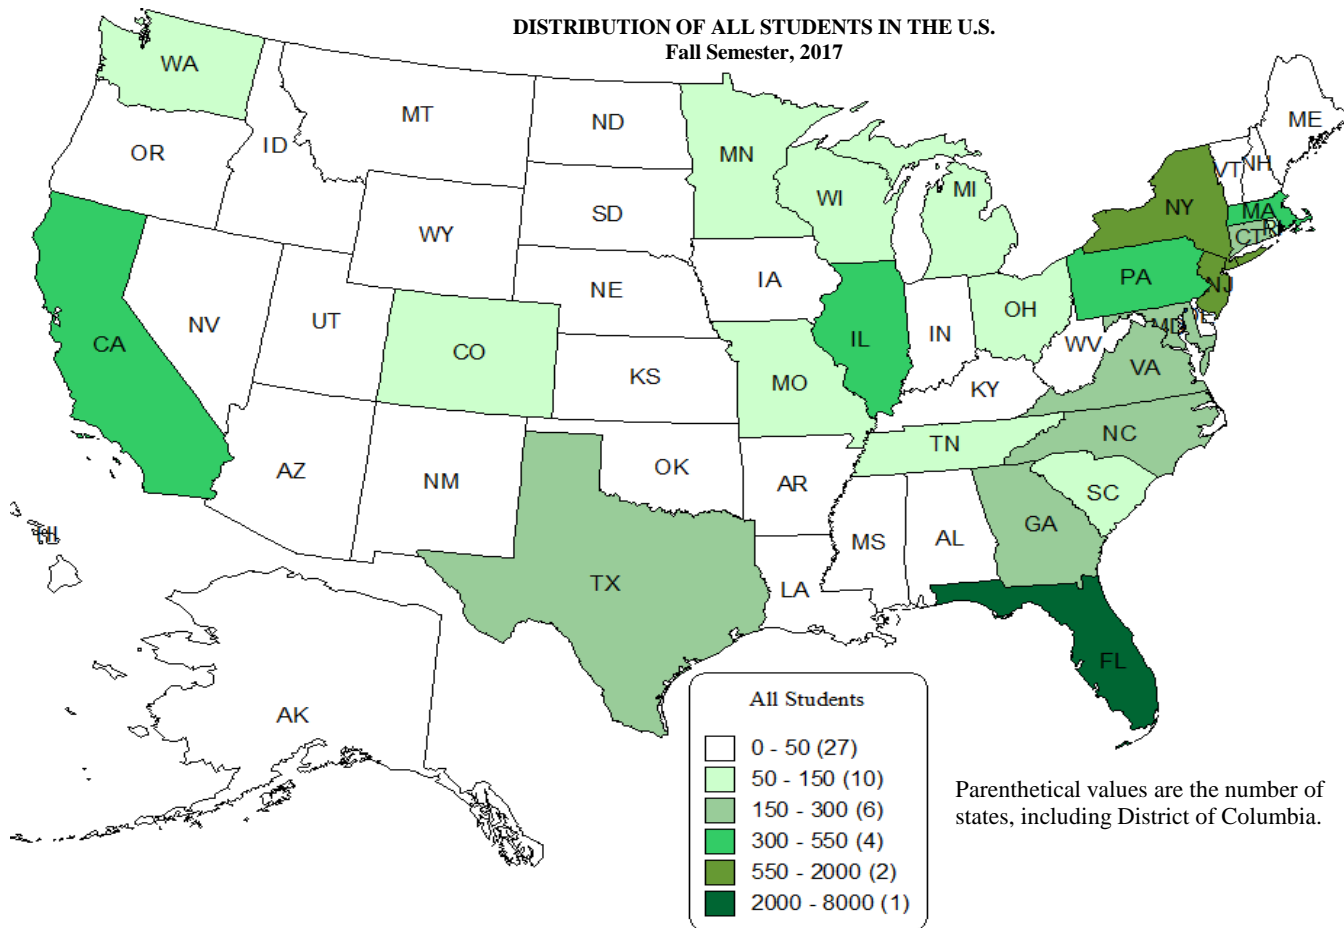 DISTRIBUTION OF ALL STUDENTS IN THE U.S.
Fall Semester, 2017
WA
OR
ID
MT
ND
MN
WI
MI
ME
VT
NH
NY
MA
RI
CT
WY
SD
IA
PA
NJ
NV
UT
NE
IL
IN
OH
MD
WV
VA
CA
CO
KS
MO
KY
NC
AZ
NM
OK
AR
TN
SC
HI
TX
LA
MS
AL
GA
FL
AK
All Students
0 - 50 (27)
50 - 150 (10)
150 - 300 (6)
300 - 550 (4)
550 - 2000 (2)
2000 - 8000 (1)
Parenthetical values are the number of
states, including District of Columbia.